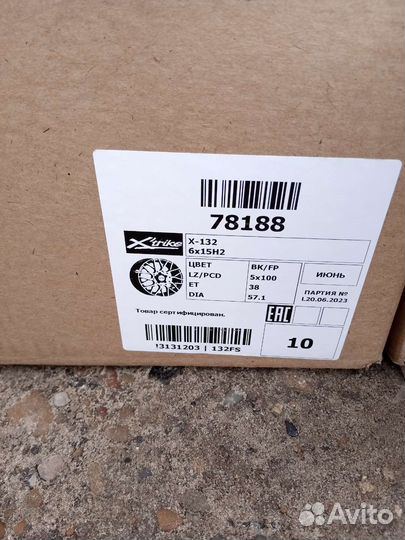 78188
X'trike
X-132
6x15H2
ЦВЕТ BK/FP
LZ/PCD 5x100
ET 38
DIA 57.1
ИЮНЬ
ПАРТИЯ №
L20.06.2023
Товар сертифицирован.
EAC
!3131203 | 132FS
10
Avito